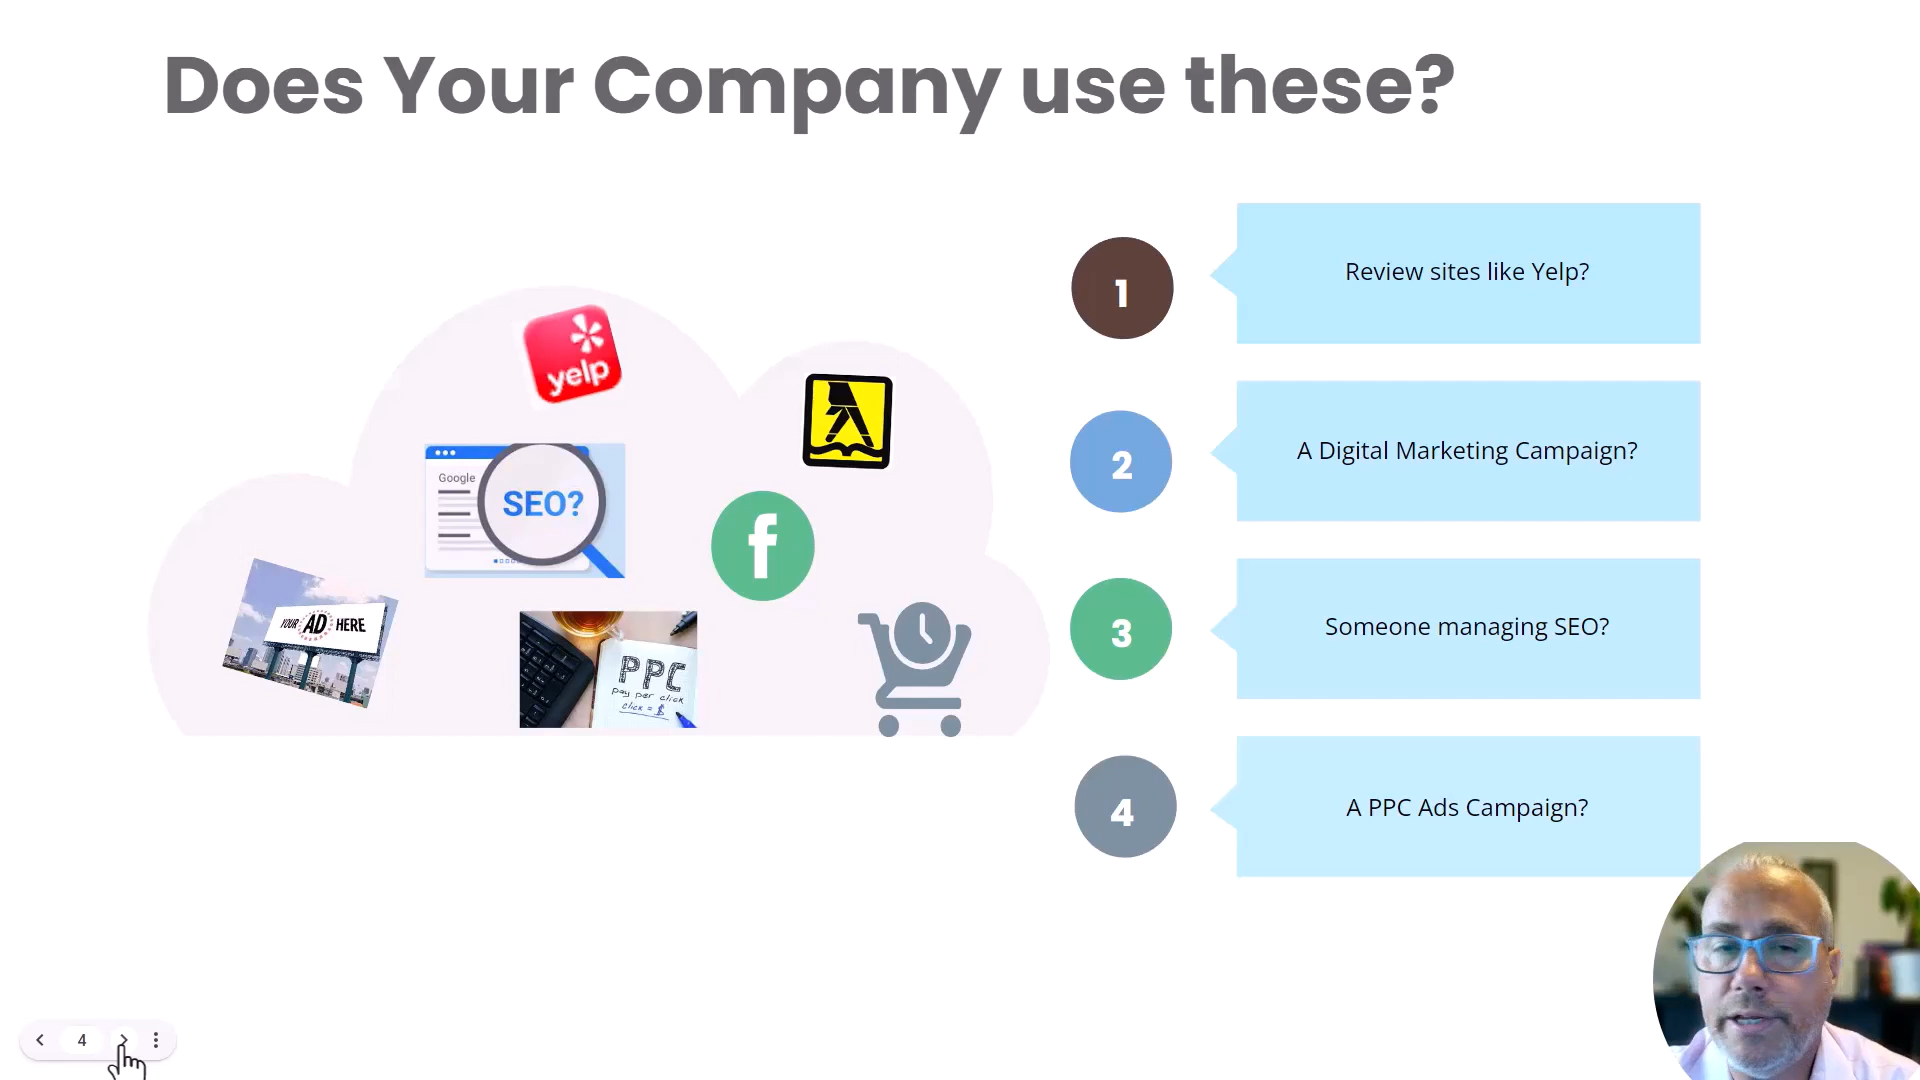 Does Your Company use these?
1
Review sites like Yelp?
yelp
2
A Digital Marketing Campaign?
Google
SEO?
f
3
Someone managing SEO?
YOUR AD HERE
PPC
pay per click
click = $
4
A PPC Ads Campaign?
4